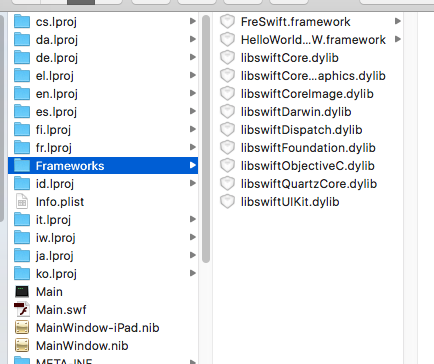 cs.lproj
da.lproj
de.lproj
el.lproj
en.lproj
es.lproj
fi.lproj
fr.lproj
Frameworks
id.lproj
Info.plist
it.lproj
iw.lproj
ja.lproj
ko.lproj
Main
Main.swf
MainWindow-iPad.nib
MainWindow.nib
META-INF
FreSwift.framework
HelloWorld...W.framework
libswiftCore.dylib
libswiftCore...aphics.dylib
libswiftCoreImage.dylib
libswiftDarwin.dylib
libswiftDispatch.dylib
libswiftFoundation.dylib
libswiftObjectiveC.dylib
libswiftQuartzCore.dylib
libswiftUIKit.dylib